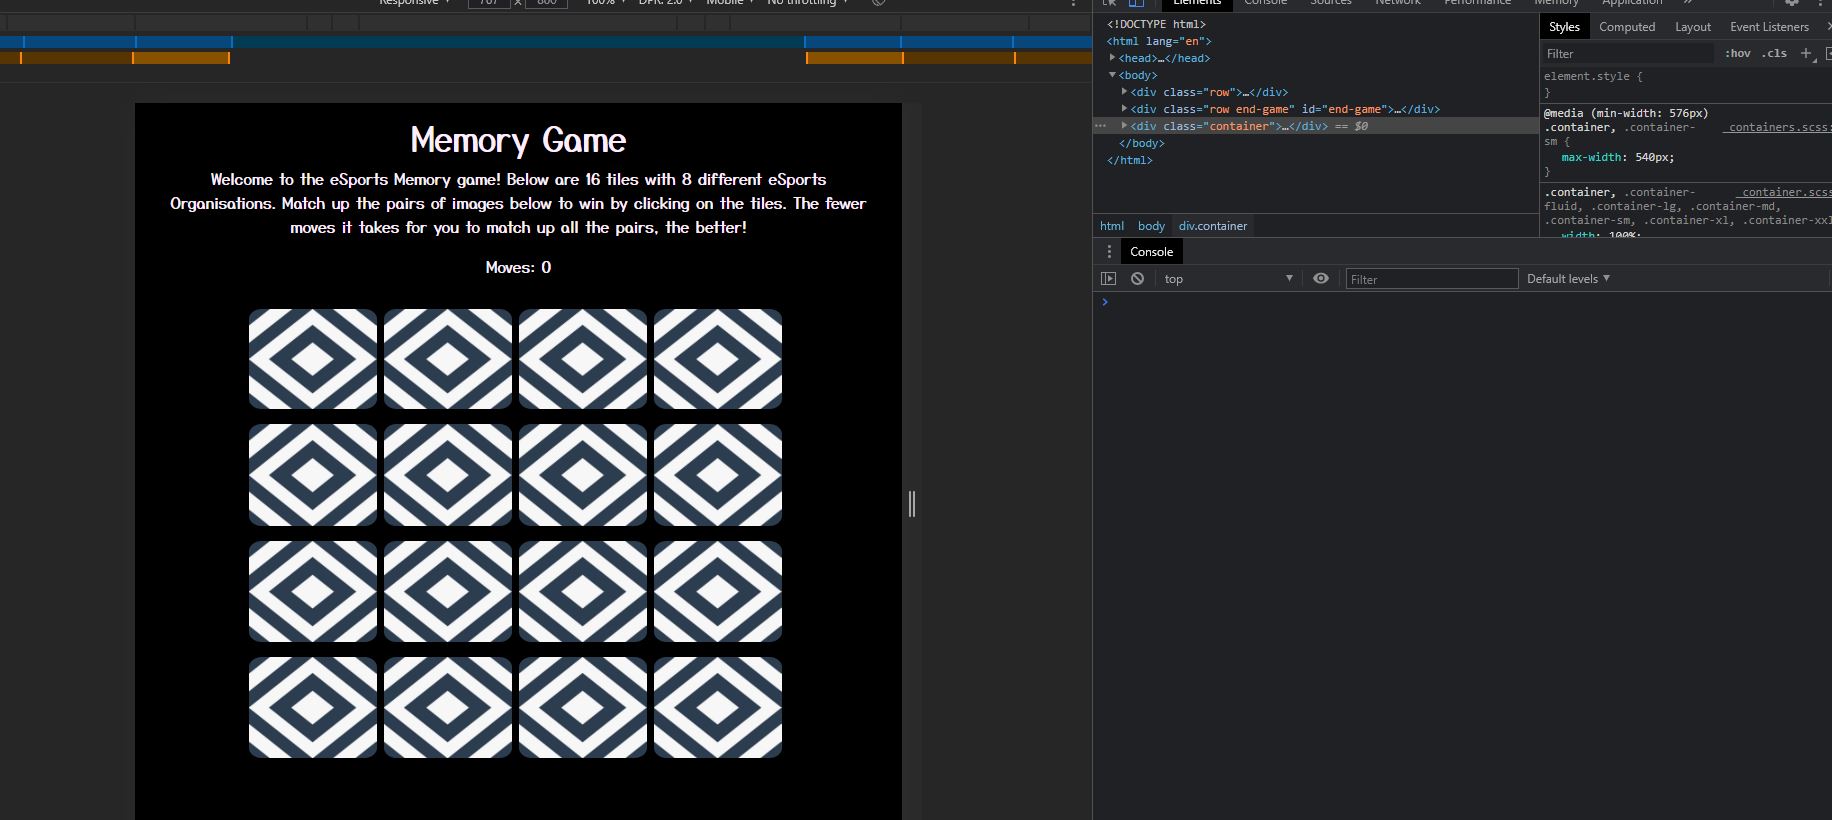 Responsive 767 × 800 100% DPR: 2.0 Mobile No throttling
Elements Console Sources Network Performance Memory Application »
Memory Game
Welcome to the eSports Memory game! Below are 16 tiles with 8 different eSports
Organisations. Match up the pairs of images below to win by clicking on the tiles. The fewer
moves it takes for you to match up all the pairs, the better!
Moves: 0
<!DOCTYPE html>
<html lang="en">
<head>…</head>
<body>
<div class="row">…</div>
<div class="row end-game" id="end-game">…</div>
<div class="container">…</div> == $0
</body>
</html>
html body div.container
Styles Computed Layout Event Listeners
Filter :hov .cls +
element.style {
}
@media (min-width: 576px)
.container, .container- _containers.scss:
sm {
max-width: 540px;
}
.container, .container- _container.scss
fluid, .container-lg, .container-md,
.container-sm, .container-xl, .container-xxl
width: 100%;
Console
top Filter Default levels